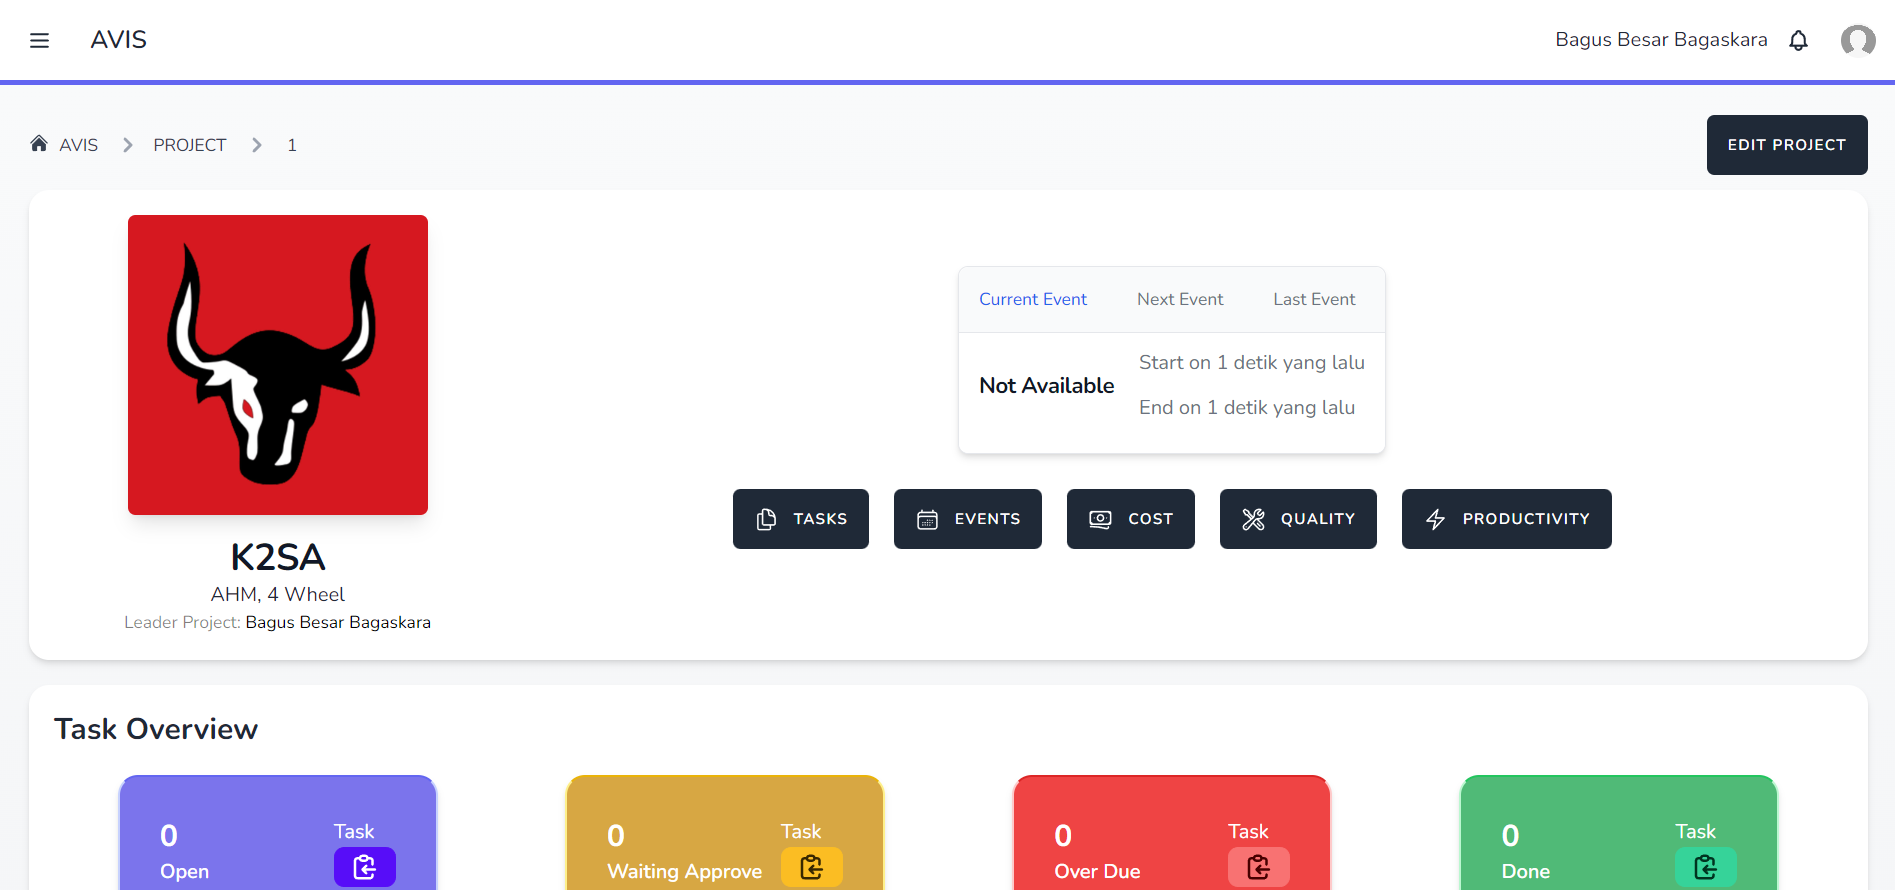 AVIS
Bagus Besar Bagaskara
AVIS
PROJECT
1
EDIT PROJECT
K2SA
AHM, 4 Wheel
Leader Project: Bagus Besar Bagaskara
Current Event
Next Event
Last Event
Not Available
Start on 1 detik yang lalu
End on 1 detik yang lalu
TASKS
EVENTS
COST
QUALITY
PRODUCTIVITY
Task Overview
0
Open
Task
0
Waiting Approve
Task
0
Over Due
Task
0
Done
Task